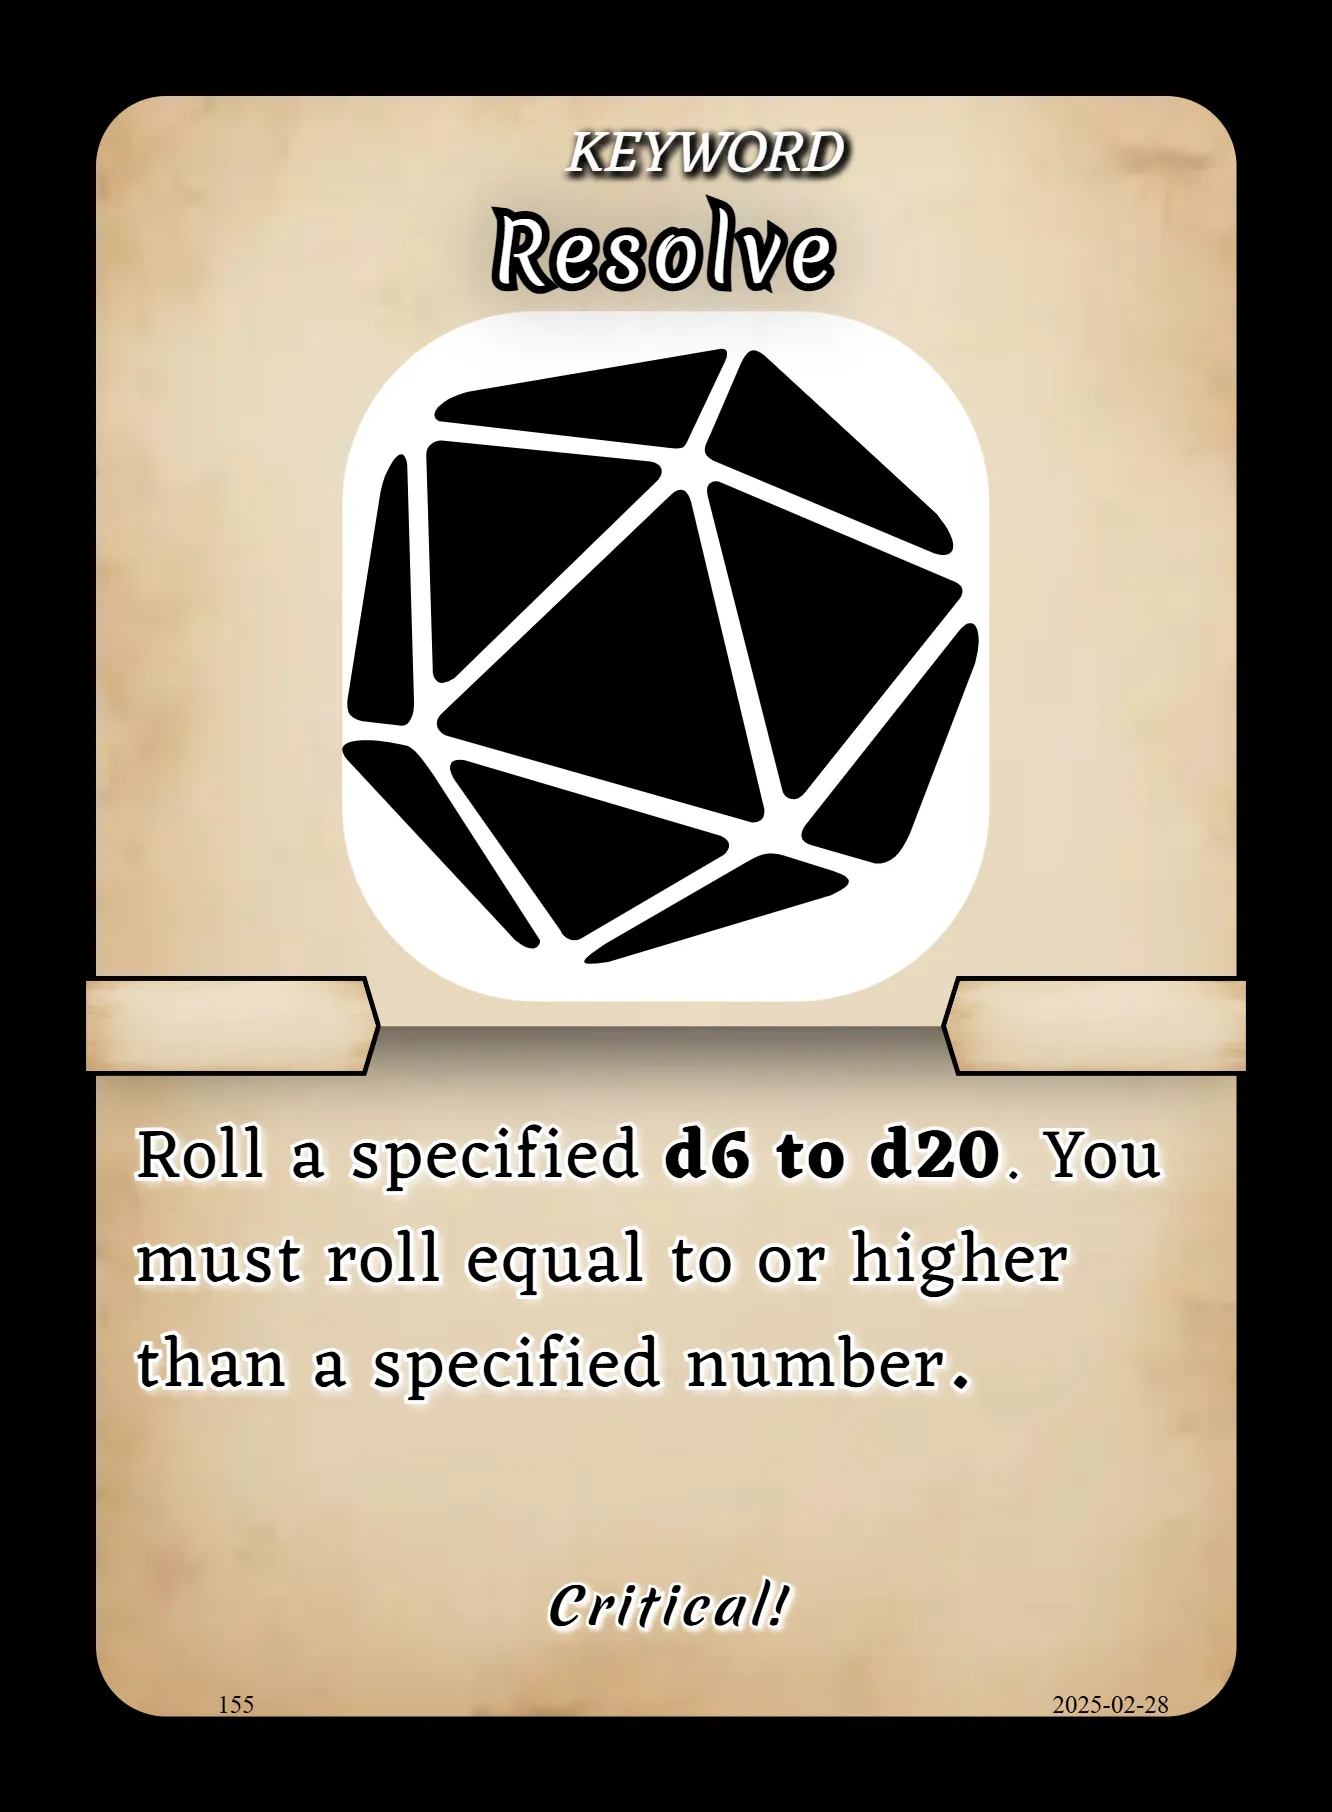 KEYWORD
Resolve
Roll a specified d6 to d20. You
must roll equal to or higher
than a specified number.
Critical!
155
2025-02-28